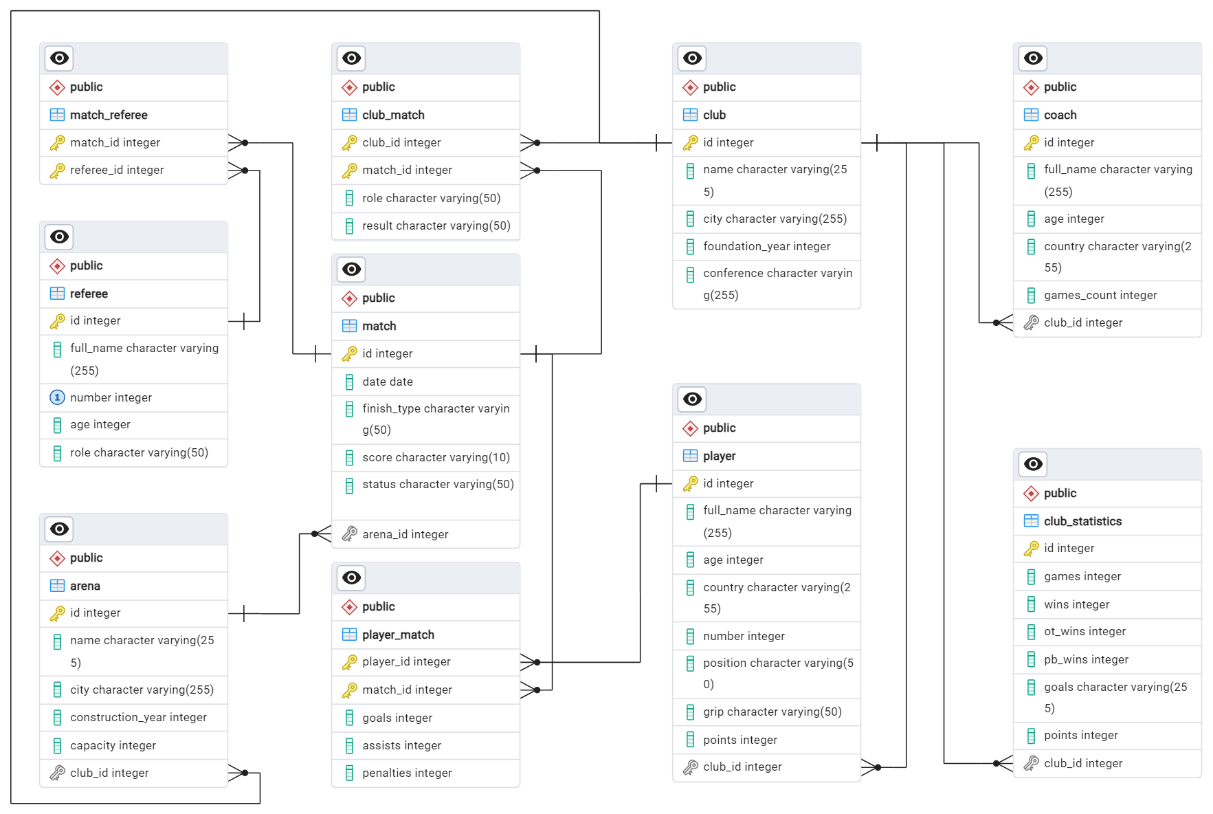 public
match_referee
match_id integer
referee_id integer
public
referee
id integer
full_name character varying
(255)
number integer
age integer
role character varying(50)
public
arena
id integer
name character varying(25
5)
city character varying(255)
construction_year integer
capacity integer
club_id integer
public
club_match
club_id integer
match_id integer
role character varying(50)
result character varying(50)
public
match
id integer
date date
finish_type character varyin
g(50)
score character varying(10)
status character varying(50)
arena_id integer
public
player_match
player_id integer
match_id integer
goals integer
assists integer
penalties integer
public
club
id integer
name character varying(25
5)
city character varying(255)
foundation_year integer
conference character varyin
g(255)
public
player
id integer
full_name character varying
(255)
age integer
country character varying(2
55)
number integer
position character varying(5
0)
grip character varying(50)
points integer
club_id integer
public
coach
id integer
full_name character varying
(255)
age integer
country character varying(2
55)
games_count integer
club_id integer
public
club_statistics
id integer
games integer
wins integer
ot_wins integer
pb_wins integer
goals character varying(25
5)
points integer
club_id integer